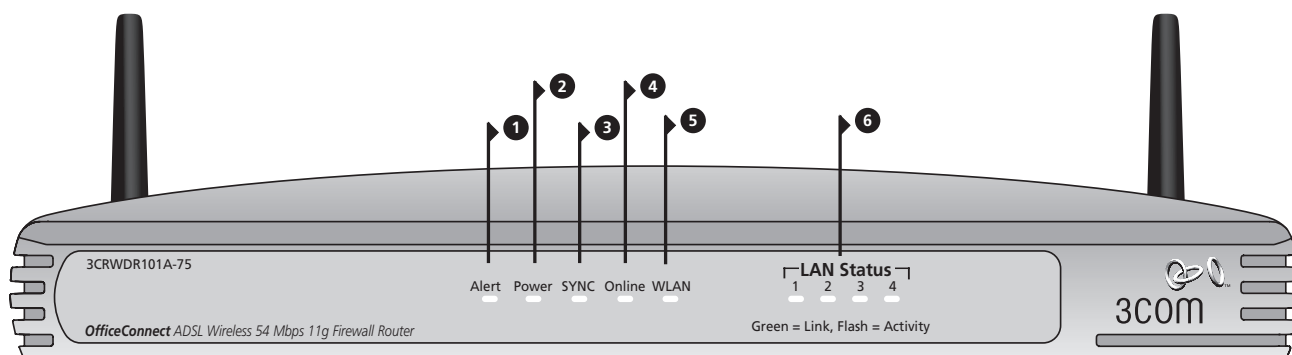 2 4
1 3 5 6
3CRWDR101A-75
LAN Status
Alert Power SYNC Online WLAN 1 2 3 4
3com
™
OfficeConnect ADSL Wireless 54 Mbps 11g Firewall Router
Green = Link, Flash = Activity